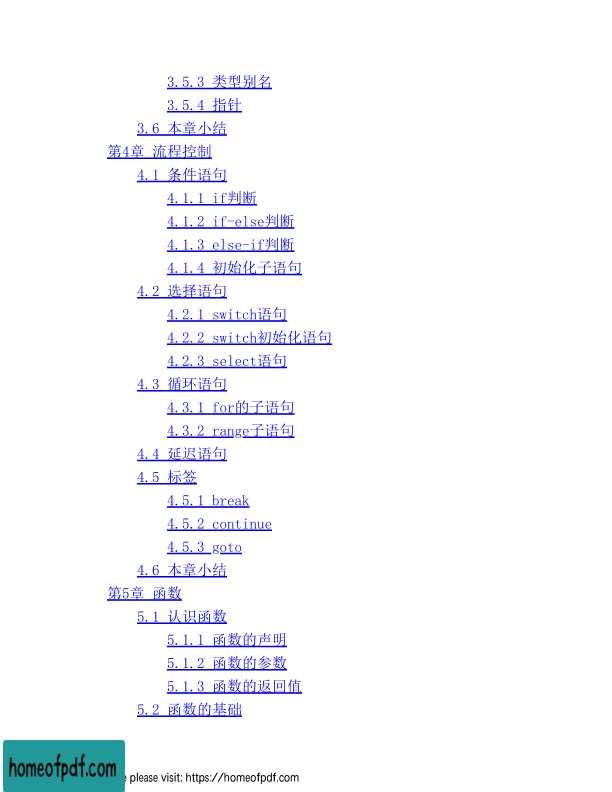 3.5.3 类型别名
3.5.4 指针
3.6 本章小结
第4章 流程控制
4.1 条件语句
4.1.1 if判断
4.1.2 if-else判断
4.1.3 else-if判断
4.1.4 初始化子语句
4.2 选择语句
4.2.1 switch语句
4.2.2 switch初始化语句
4.2.3 select语句
4.3 循环语句
4.3.1 for的子语句
4.3.2 range子语句
4.4 延迟语句
4.5 标签
4.5.1 break
4.5.2 continue
4.5.3 goto
4.6 本章小结
第5章 函数
5.1 认识函数
5.1.1 函数的声明
5.1.2 函数的参数
5.1.3 函数的返回值
5.2 函数的基础
homeofpdf.com
please visit: https://homeofpdf.com